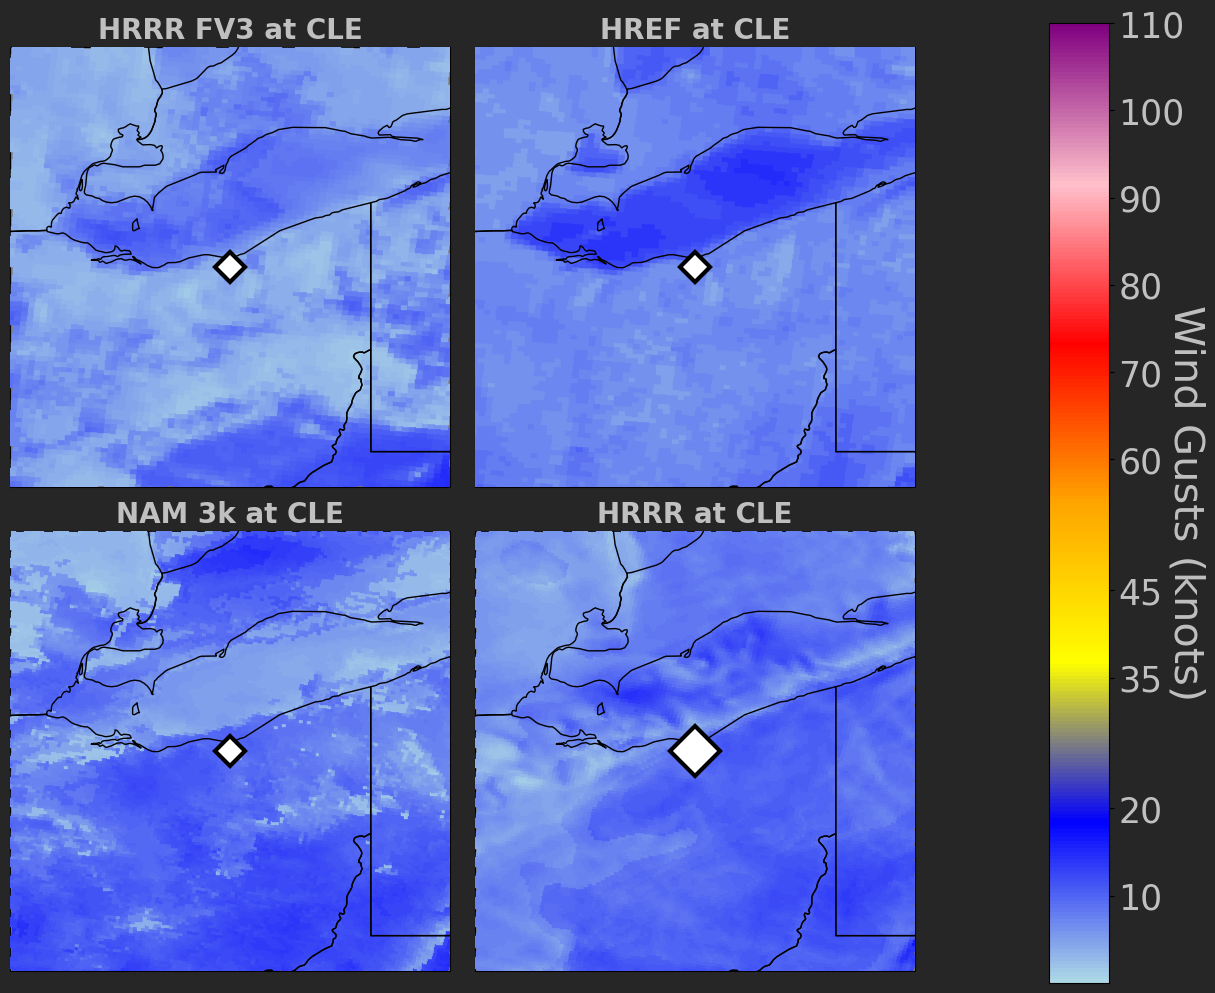 HRRR FV3 at CLE
HREF at CLE
NAM 3k at CLE
HRRR at CLE
110
100
90
80
70
60
45
35
20
10
Wind Gusts (knots)